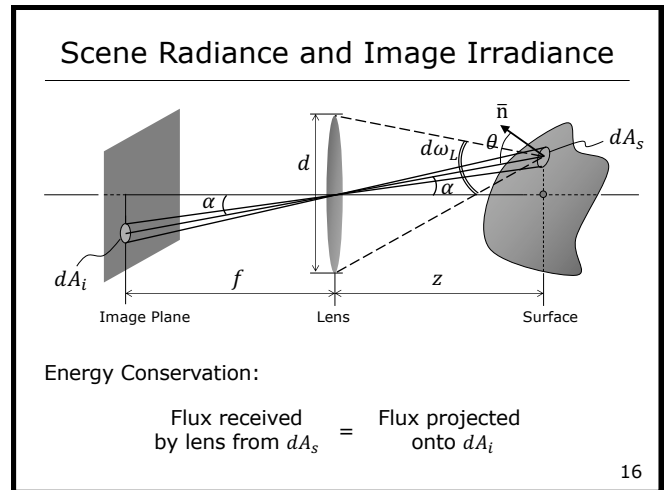 Scene Radiance and Image Irradiance
n̄
θ
dA_s
dω_L
d
α
α
dA_i
f
z
Image Plane
Lens
Surface
Energy Conservation:
Flux received = Flux projected
by lens from dA_s onto dA_i
16